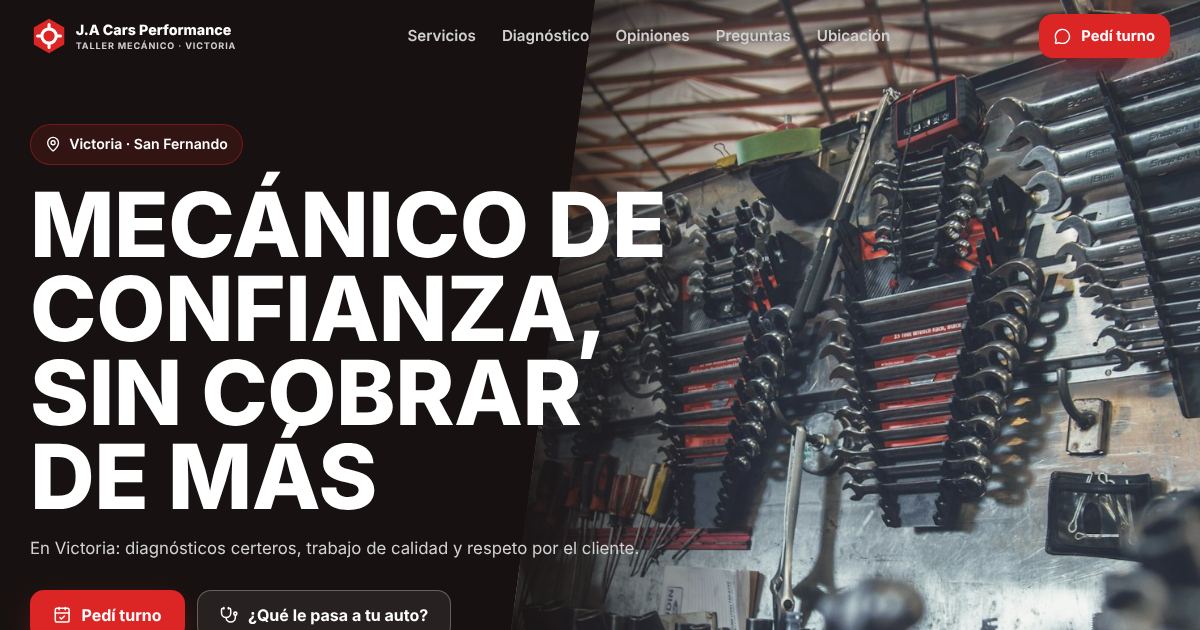 J.A Cars Performance
TALLER MECÁNICO · VICTORIA
Servicios
Diagnóstico
Opiniones
Preguntas
Ubicación
Pedí turno
Victoria · San Fernando
MECÁNICO DE
CONFIANZA,
SIN COBRAR
DE MÁS
En Victoria: diagnósticos certeros, trabajo de calidad y respeto por el cliente.
Pedí turno
¿Qué le pasa a tu auto?